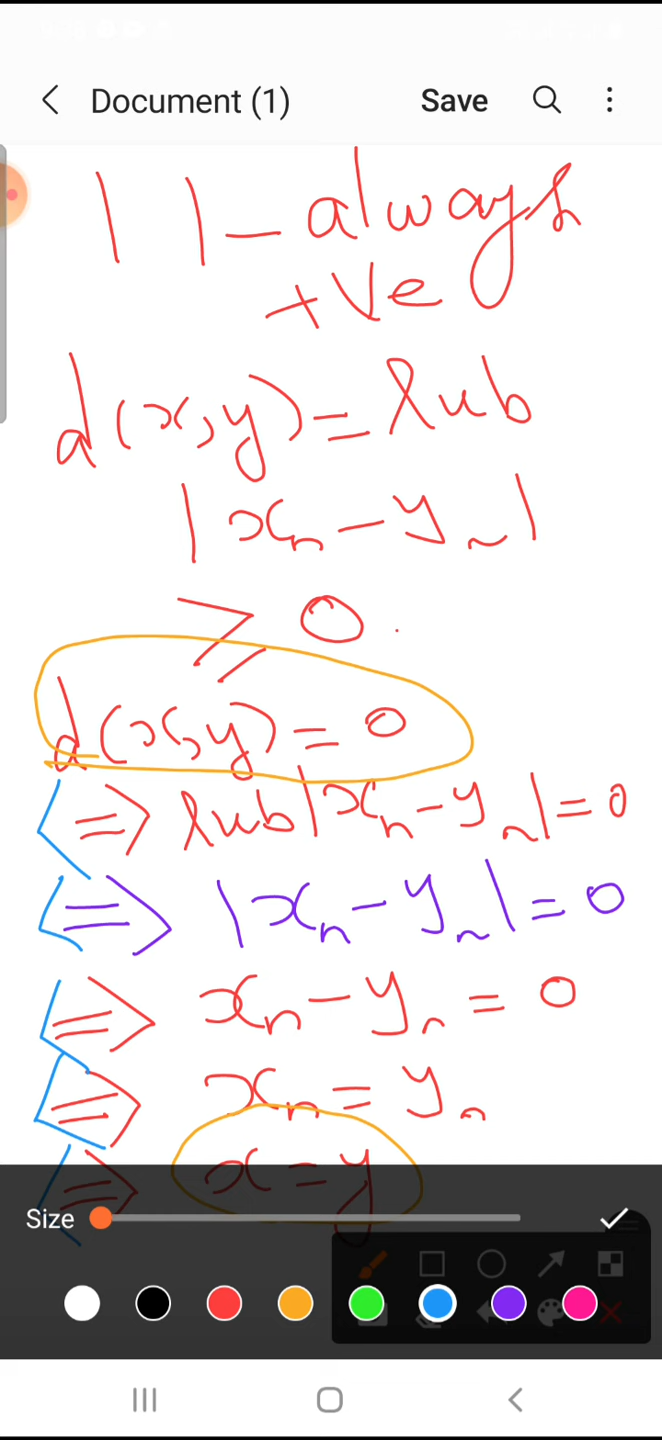 Document (1) Save
| | - always
+ve
d(x,y) = lub
|xn - yn|
≥ 0.
d(x,y) = 0
⇔ lub|xn - yn| = 0
⇔ |xn - yn| = 0
⇔ xn - yn = 0
⇔ xn = yn
⇔ x = y
Size